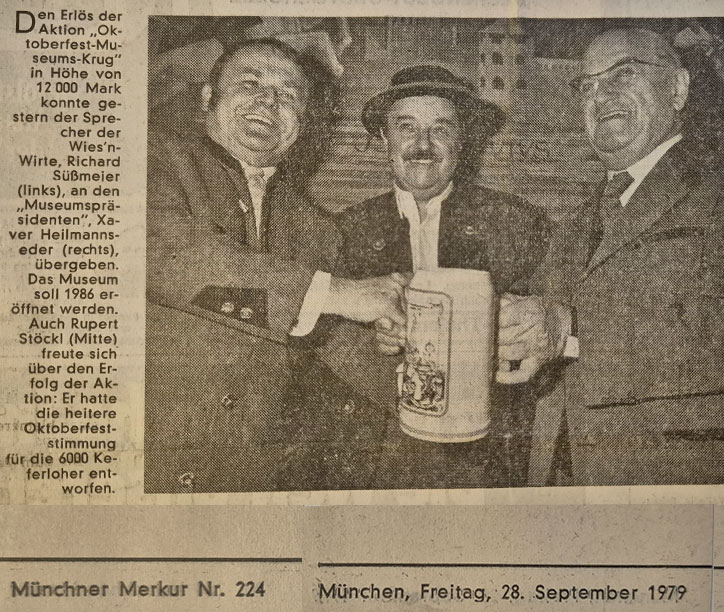 Den Erlös der
Aktion „Ok-
toberfest-Mu-
seums-Krug"
in Höhe von
12 000 Mark
konnte ge-
stern der Spre-
cher der
Wies'n-
Wirte, Richard
Süßmeier
(links), an den
„Museumsprä-
sidenten", Xa-
ver Heilmanns-
eder (rechts),
übergeben.
Das Museum
soll 1986 er-
öffnet werden.
Auch Rupert
Stöckl (Mitte)
freute sich
über den Er-
folg der Ak-
tion: Er hatte
die heitere
Oktoberfest-
stimmung
für die 6000 Ke-
ferloher ent-
worfen.
Münchner Merkur Nr. 224
München, Freitag, 28. September 1979